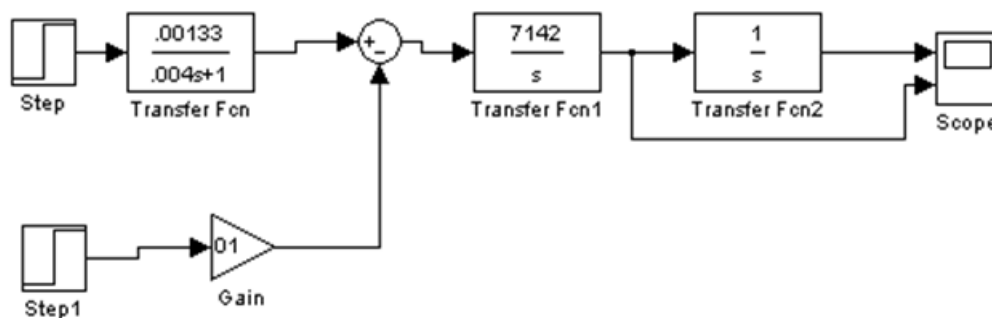 Step
.00133
.004s+1
Transfer Fcn
+
−
7142
s
Transfer Fcn1
1
s
Transfer Fcn2
Scope
Step1
01
Gain